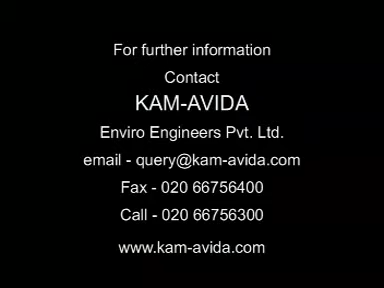 For further information
Contact
KAM-AVIDA
Enviro Engineers Pvt. Ltd.
email - query@kam-avida.com
Fax - 020 66756400
Call - 020 66756300
www.kam-avida.com